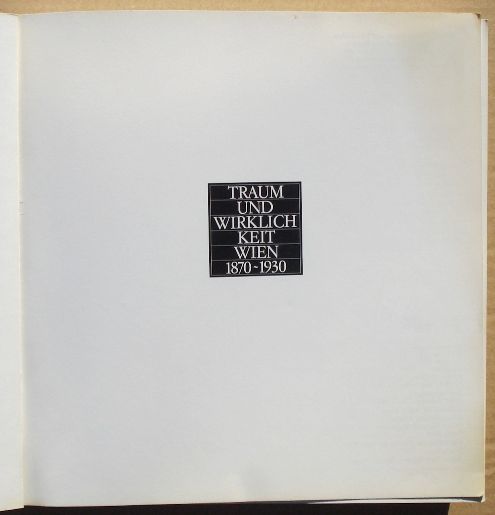 TRAUM
UND
WIRKLICH
KEIT
WIEN
1870-1930